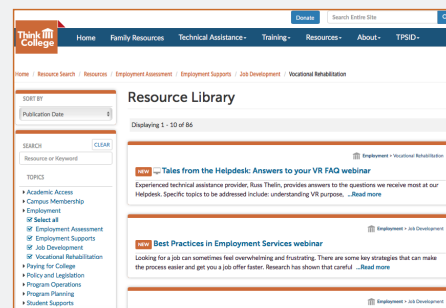 Donate
Search Entire Site
Think
College
Home
Family Resources
Technical Assistance
Training
Resources
About
TPSID
Home / Resource Search / Resources / Employment Assessment / Employment Supports / Job Development / Vocational Rehabilitation
SORT BY
Publication Date
SEARCH
CLEAR
Resource or Keyword
TOPICS
Academic Access
Campus Membership
Employment
Select all
Employment Assessment
Employment Supports
Job Development
Vocational Rehabilitation
Paying for College
Policy and Legislation
Program Operations
Program Planning
Student Supports
Resource Library
Displaying 1 - 10 of 86
Employment » Vocational Rehabilitation
NEW Tales from the Helpdesk: Answers to your VR FAQ webinar
Experienced technical assistance provider, Russ Thelin, provides answers to the questions we receive most at our
Helpdesk. Specific topics to be addressed include: understanding VR purpose, ...Read more
Employment » Job Development
NEW Best Practices in Employment Services webinar
Looking for a job can sometimes feel overwhelming and frustrating. There are some key strategies that can make
the process easier and get you a job offer faster. Research has shown that careful ...Read more
Employment » Job Development